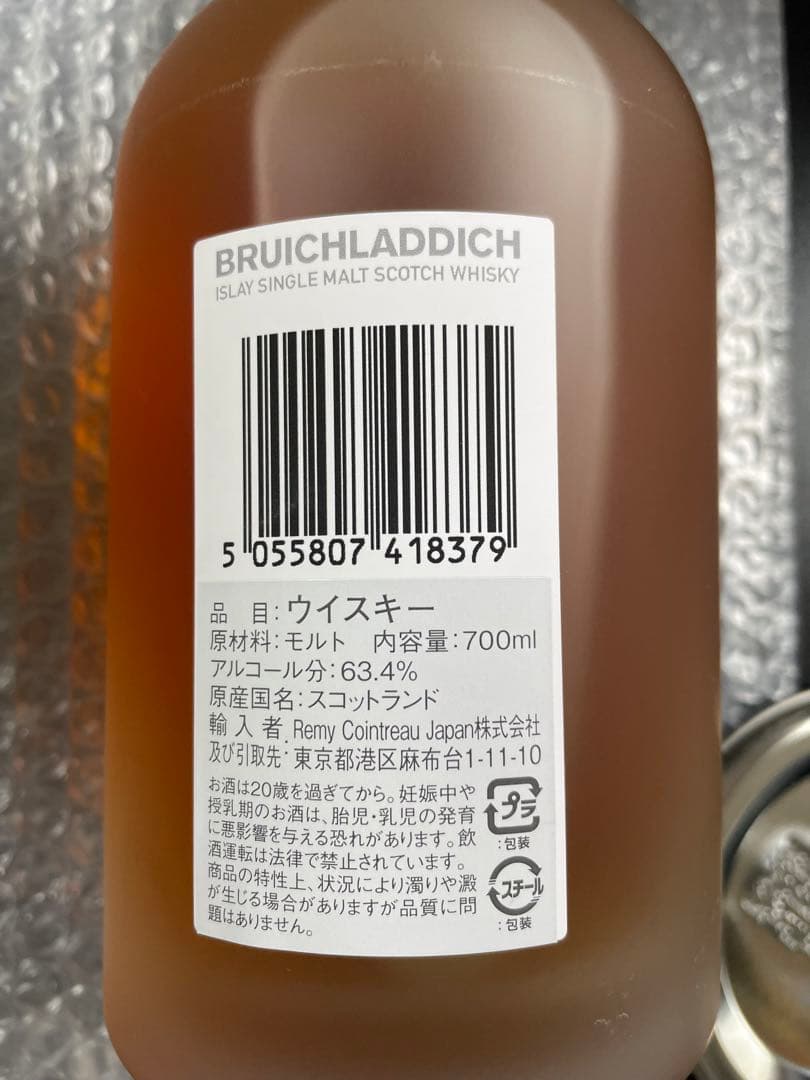 BRUICHLADDICH
ISLAY SINGLE MALT SCOTCH WHISKY
5 055807 418379
品 目:ウイスキー
原材料:モルト 内容量:700ml
アルコール分:63.4%
原産国名:スコットランド
輸入者 Remy Cointreau Japan株式会社
及び引取先:東京都港区麻布台1-11-10
お酒は20歳を過ぎてから。妊娠中や
授乳期のお酒は、胎児・乳児の発育
に悪影響を与える恐れがあります。飲
酒運転は法律で禁止されています。
商品の特性上、状況により濁りや澱
が生じる場合がありますが品質に問
題はありません。
プラ
:包装
スチール
:包装